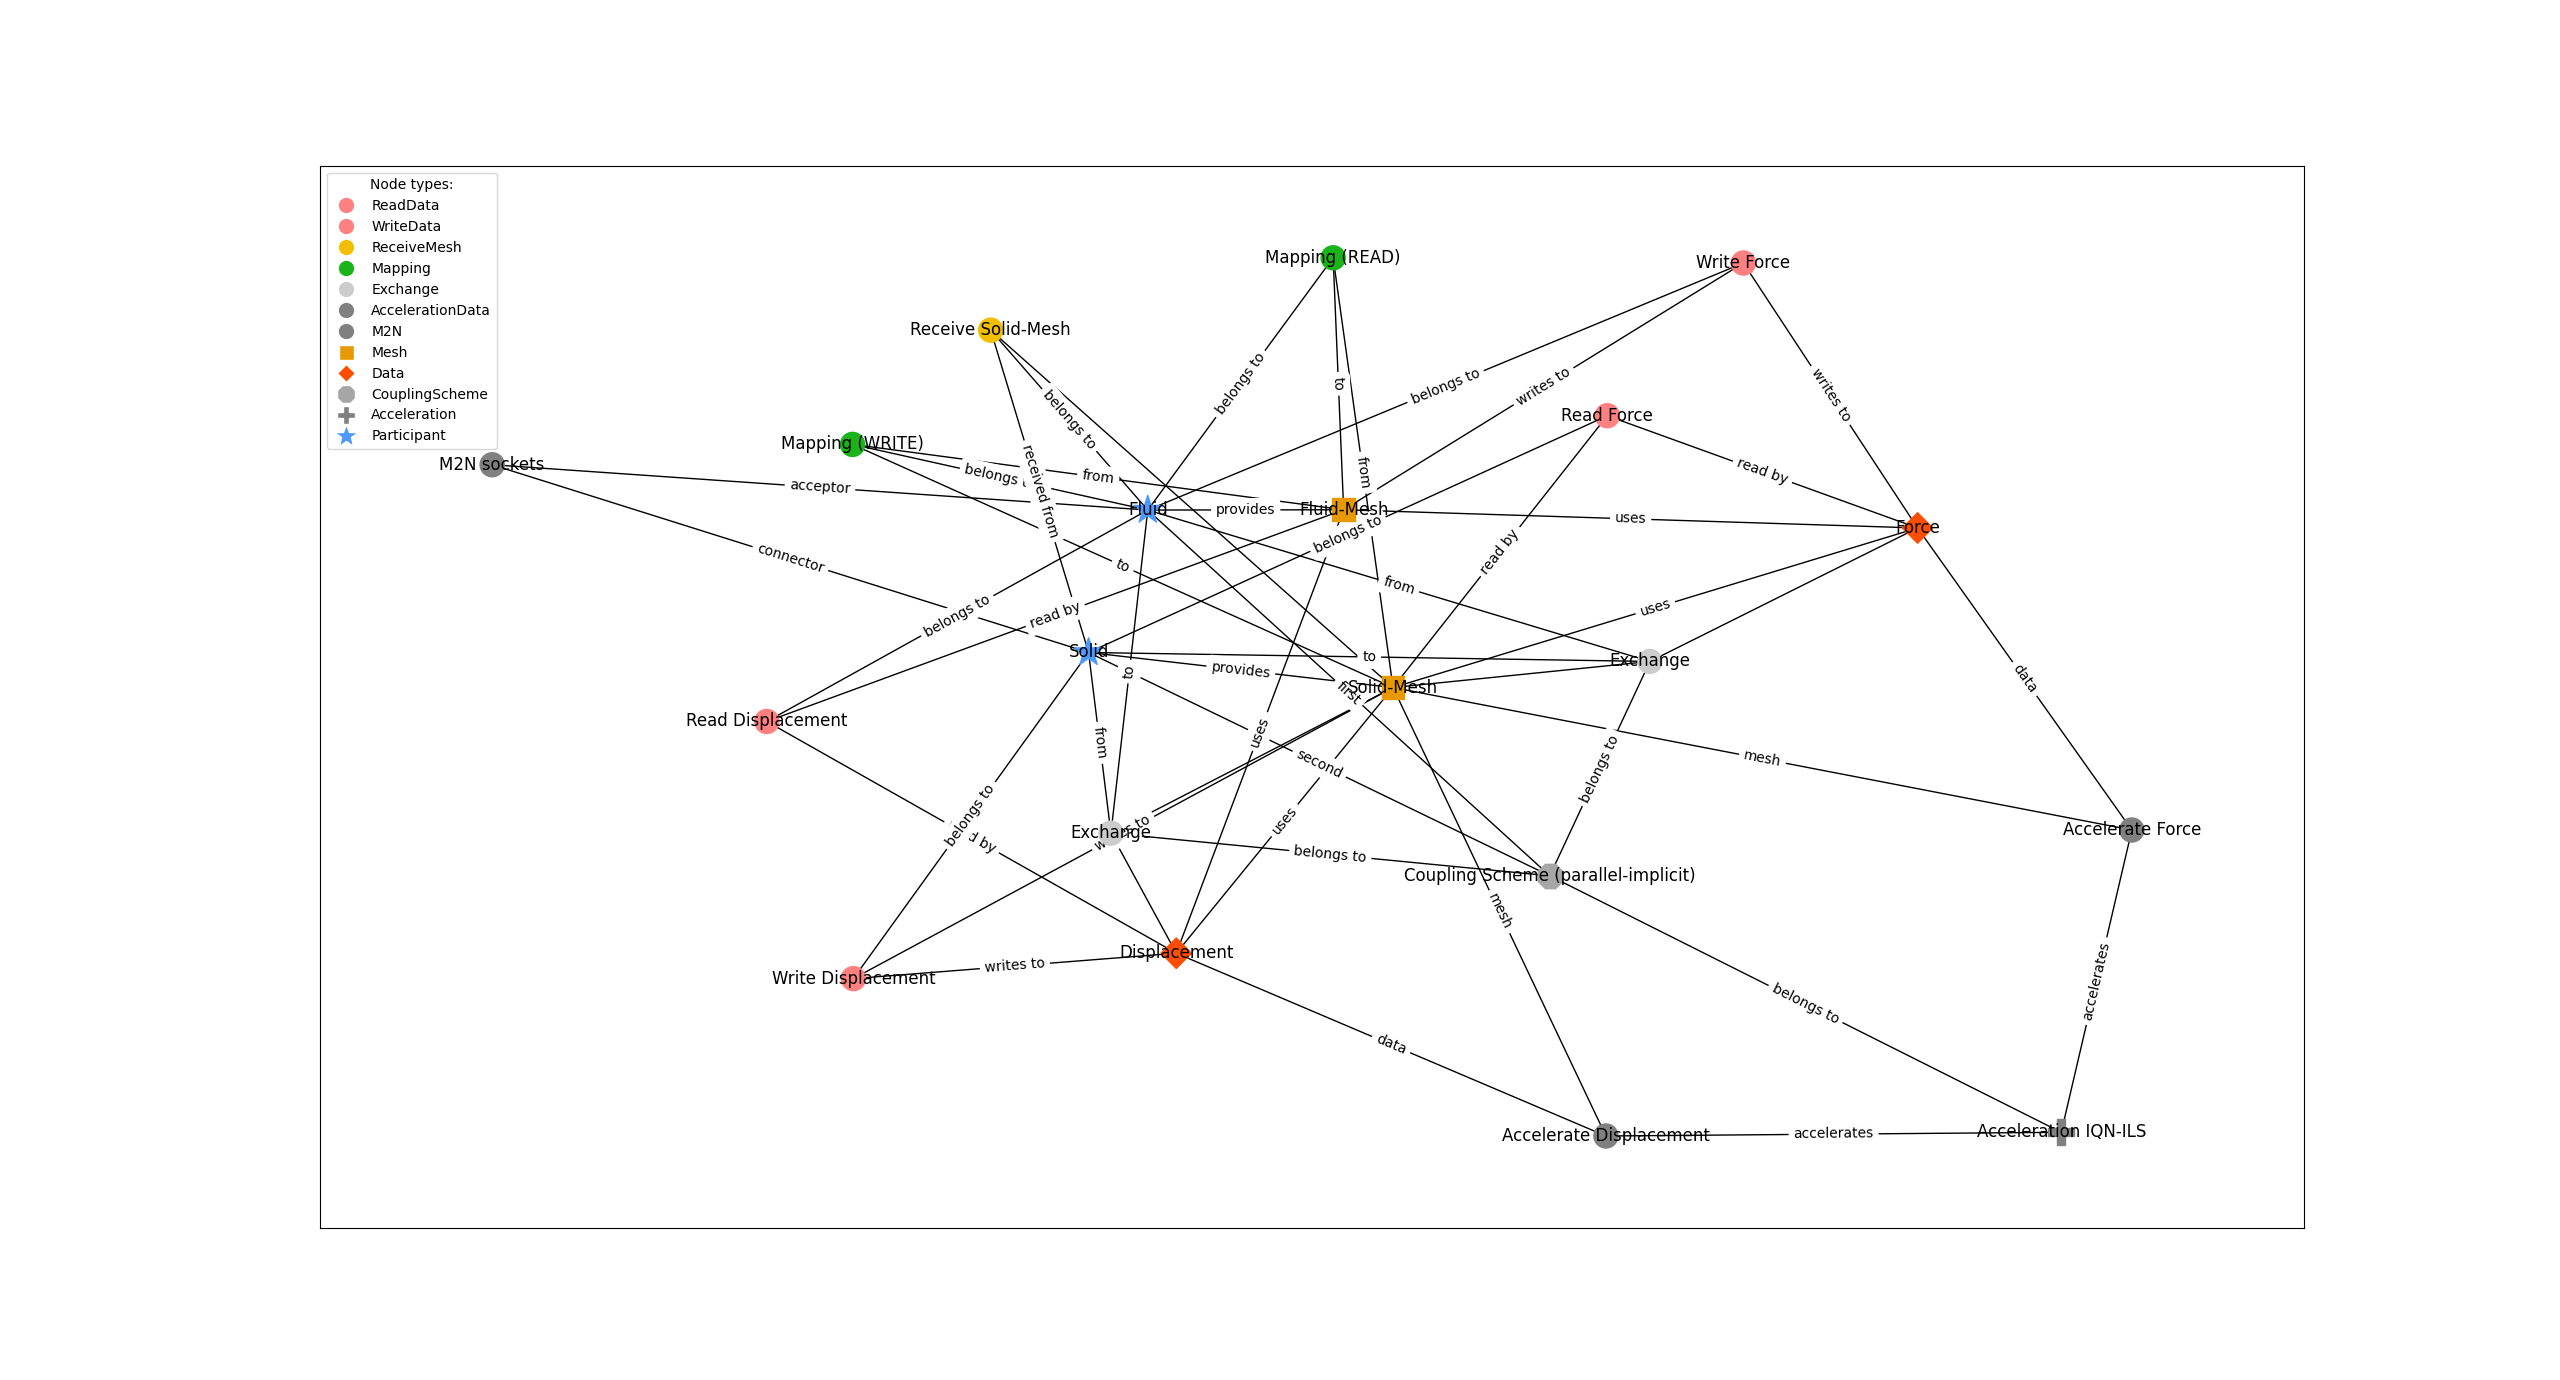 Node types:
ReadData
WriteData
ReceiveMesh
Mapping
Exchange
AccelerationData
M2N
Mesh
Data
CouplingScheme
Acceleration
Participant
Mapping (READ)
Write Force
Receive Solid-Mesh
belongs to
to
belongs to
writes to
writes to
belongs to
Read Force
Mapping (WRITE)
M2N sockets
acceptor
belongs
from
received from
from
read by
Fluid
provides
Fluid-Mesh
uses
Force
belongs to
connector
to
read by
from
belongs to
read by
uses
Solid
to
provides
to
Exchange
first
Solid-Mesh
data
Read Displacement
from
uses
second
belongs to
mesh
belongs to
by
Exchange
to
uses
belongs to
Accelerate Force
Coupling Scheme (parallel-implicit)
mesh
Displacement
writes to
Write Displacement
accelerates
belongs to
data
Accelerate Displacement
accelerates
Acceleration IQN-ILS